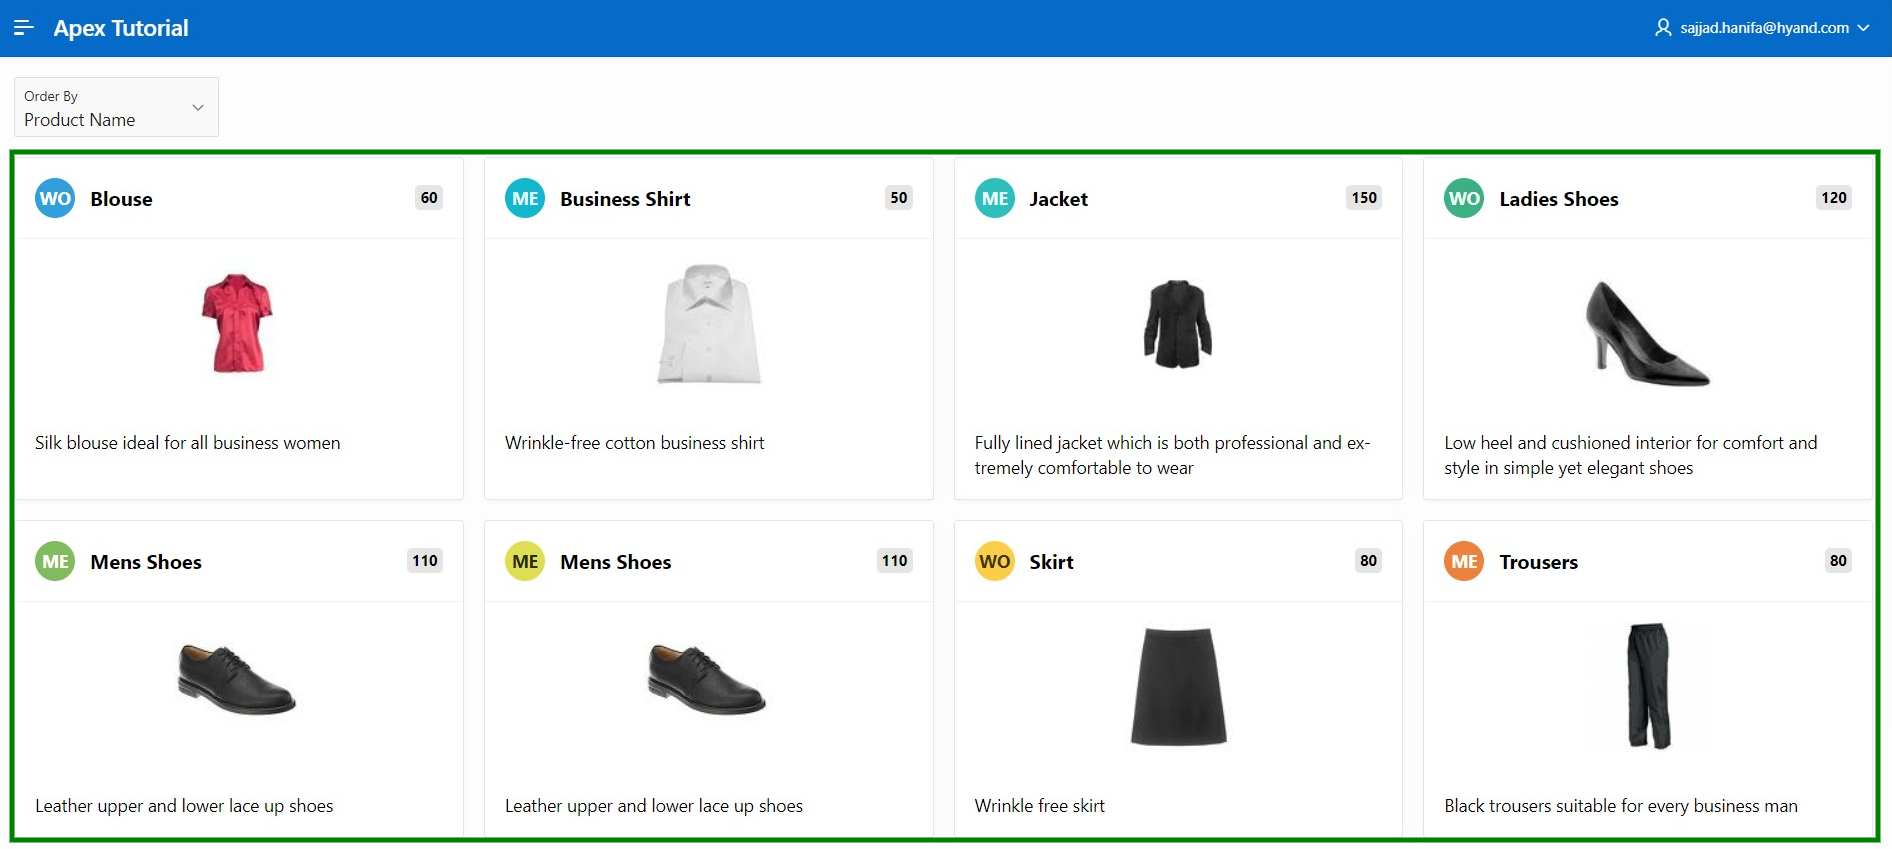 Apex Tutorial
sajjad.hanifa@hyand.com
Order By
Product Name
WO Blouse 60
ME Business Shirt 50
ME Jacket 150
WO Ladies Shoes 120
Silk blouse ideal for all business women
Wrinkle-free cotton business shirt
Fully lined jacket which is both professional and ex-
tremely comfortable to wear
Low heel and cushioned interior for comfort and
style in simple yet elegant shoes
ME Mens Shoes 110
ME Mens Shoes 110
WO Skirt 80
ME Trousers 80
Leather upper and lower lace up shoes
Leather upper and lower lace up shoes
Wrinkle free skirt
Black trousers suitable for every business man